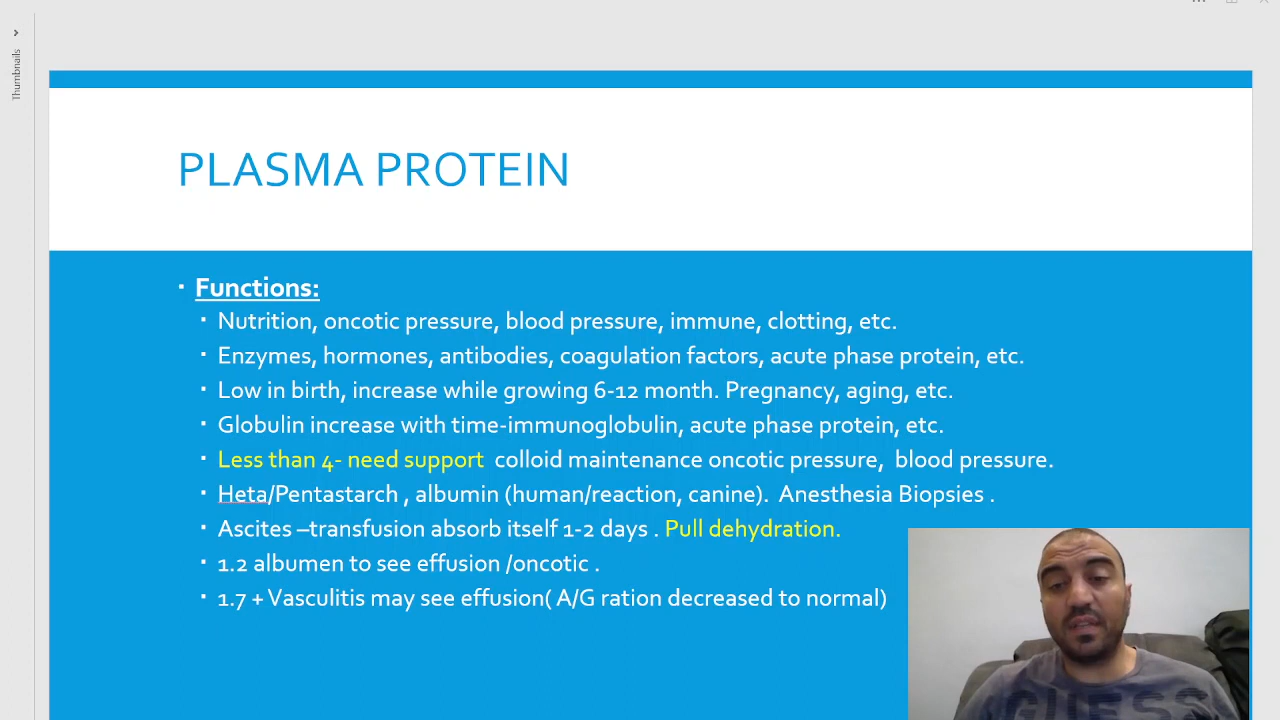 Thumbnails
PLASMA PROTEIN
Functions:
Nutrition, oncotic pressure, blood pressure, immune, clotting, etc.
Enzymes, hormones, antibodies, coagulation factors, acute phase protein, etc.
Low in birth, increase while growing 6-12 month. Pregnancy, aging, etc.
Globulin increase with time-immunoglobulin, acute phase protein, etc.
Less than 4- need support colloid maintenance oncotic pressure, blood pressure.
Heta/Pentastarch , albumin (human/reaction, canine). Anesthesia Biopsies .
Ascites –transfusion absorb itself 1-2 days . Pull dehydration.
1.2 albumen to see effusion /oncotic .
1.7 + Vasculitis may see effusion( A/G ration decreased to normal)
GUESS